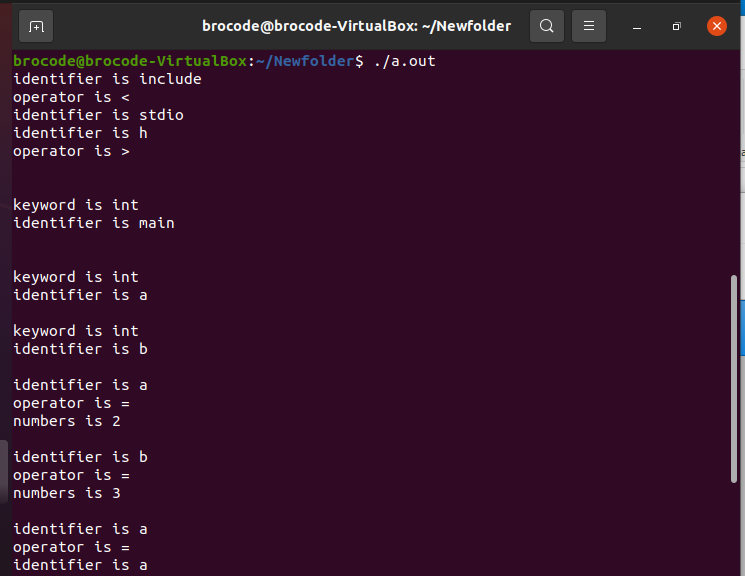 brocode@brocode-VirtualBox: ~/Newfolder
brocode@brocode-VirtualBox:~/Newfolder$ ./a.out
identifier is include
operator is <
identifier is stdio
identifier is h
operator is >
keyword is int
identifier is main
keyword is int
identifier is a
keyword is int
identifier is b
identifier is a
operator is =
numbers is 2
identifier is b
operator is =
numbers is 3
identifier is a
operator is =
identifier is a